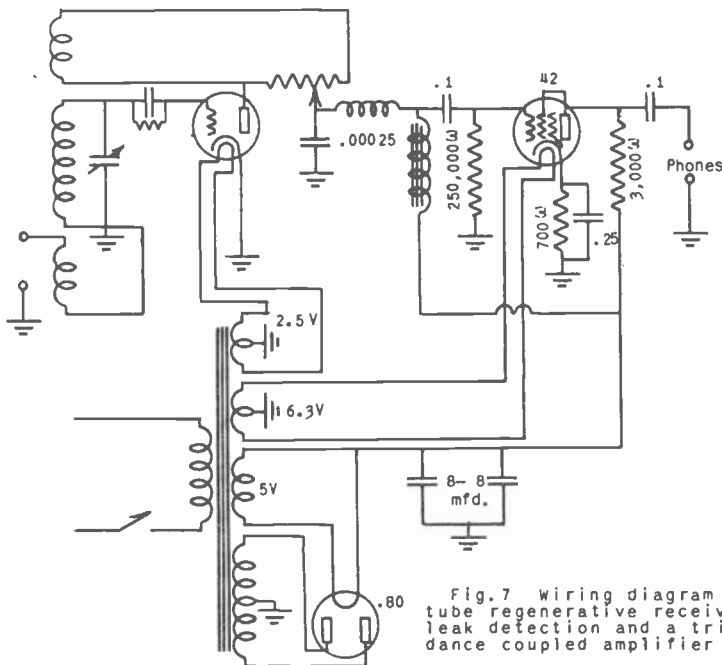 .1
42
.1
.00025
250,000Ω
3,000Ω
Phones
700Ω
.25
2.5V
6.3V
5V
8-8
mfd.
.80
Fig.7 Wiring diagram
tube regenerative receiv
leak detection and a tri
dance coupled amplifier